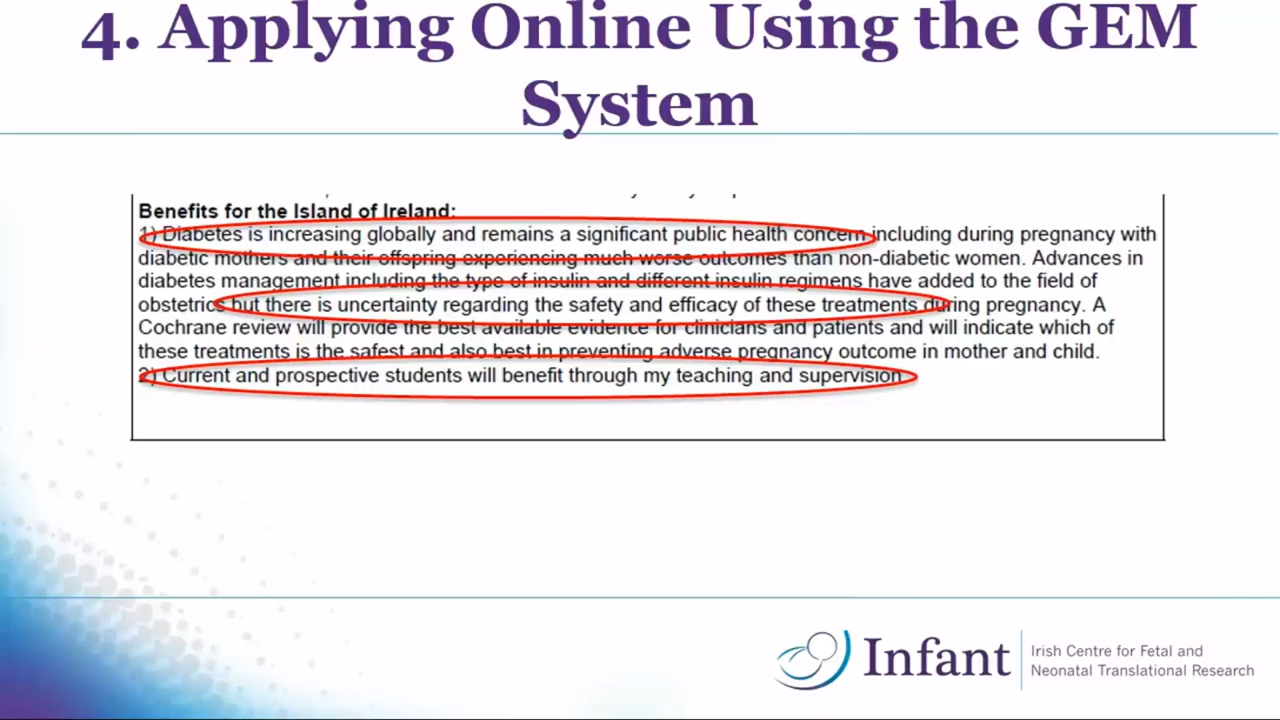 4. Applying Online Using the GEM
System
Benefits for the Island of Ireland:
1) Diabetes is increasing globally and remains a significant public health concern including during pregnancy with
diabetic mothers and their offspring experiencing much worse outcomes than non-diabetic women. Advances in
diabetes management including the type of insulin and different insulin regimens have added to the field of
obstetrics but there is uncertainty regarding the safety and efficacy of these treatments during pregnancy. A
Cochrane review will provide the best available evidence for clinicians and patients and will indicate which of
these treatments is the safest and also best in preventing adverse pregnancy outcome in mother and child.
2) Current and prospective students will benefit through my teaching and supervision
Infant
Irish Centre for Fetal and
Neonatal Translational Research